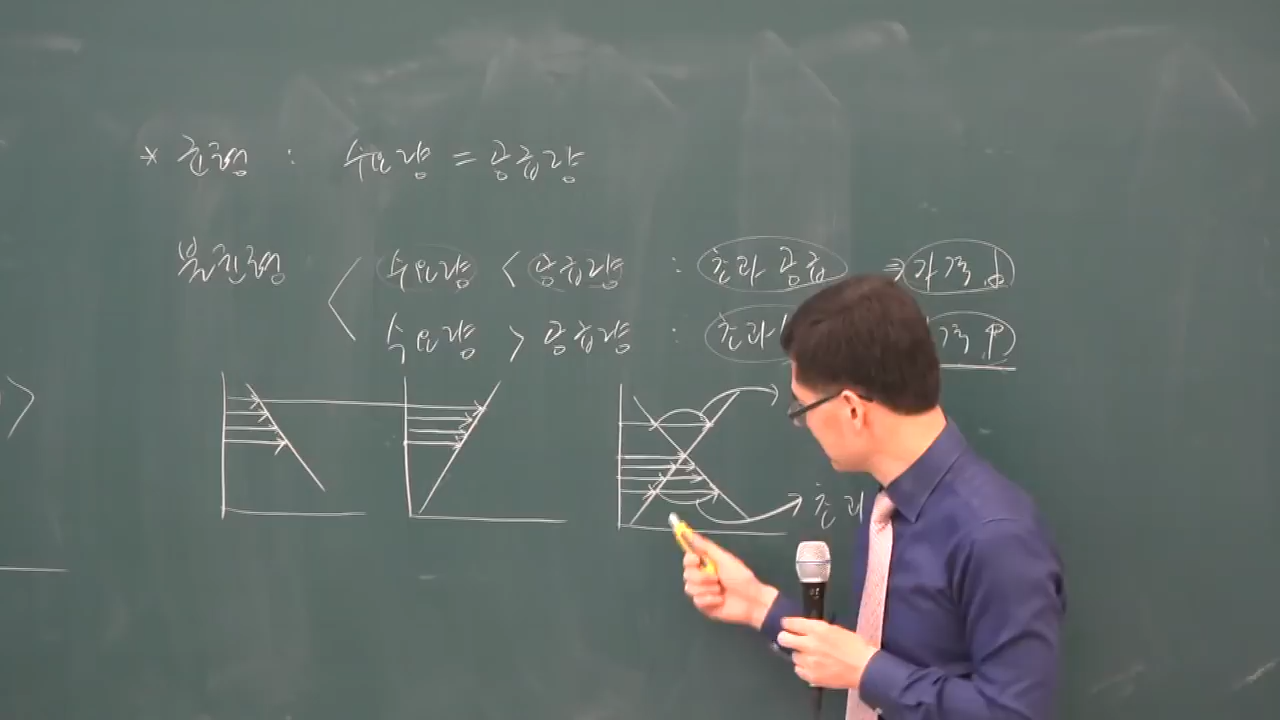 * 균형 : 수요량 = 공급량
불균형 < 수요량 < 공급량 : 초과 공급 ⇒ 가격 ↓
수요량 > 공급량 : 초과 격 ↑
초과